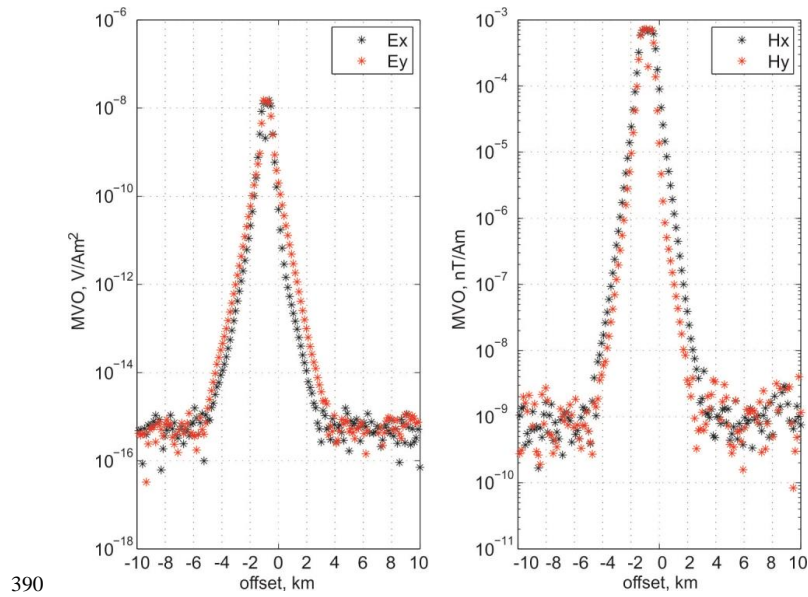 10⁻⁶
10⁻⁸
10⁻¹⁰
10⁻¹²
10⁻¹⁴
10⁻¹⁶
10⁻¹⁸
MVO, V/Am²
Ex
Ey
-10 -8 -6 -4 -2 0 2 4 6 8 10
offset, km
10⁻³
10⁻⁴
10⁻⁵
10⁻⁶
10⁻⁷
10⁻⁸
10⁻⁹
10⁻¹⁰
10⁻¹¹
MVO, nT/Am
Hx
Hy
-10 -8 -6 -4 -2 0 2 4 6 8 10
offset, km
390